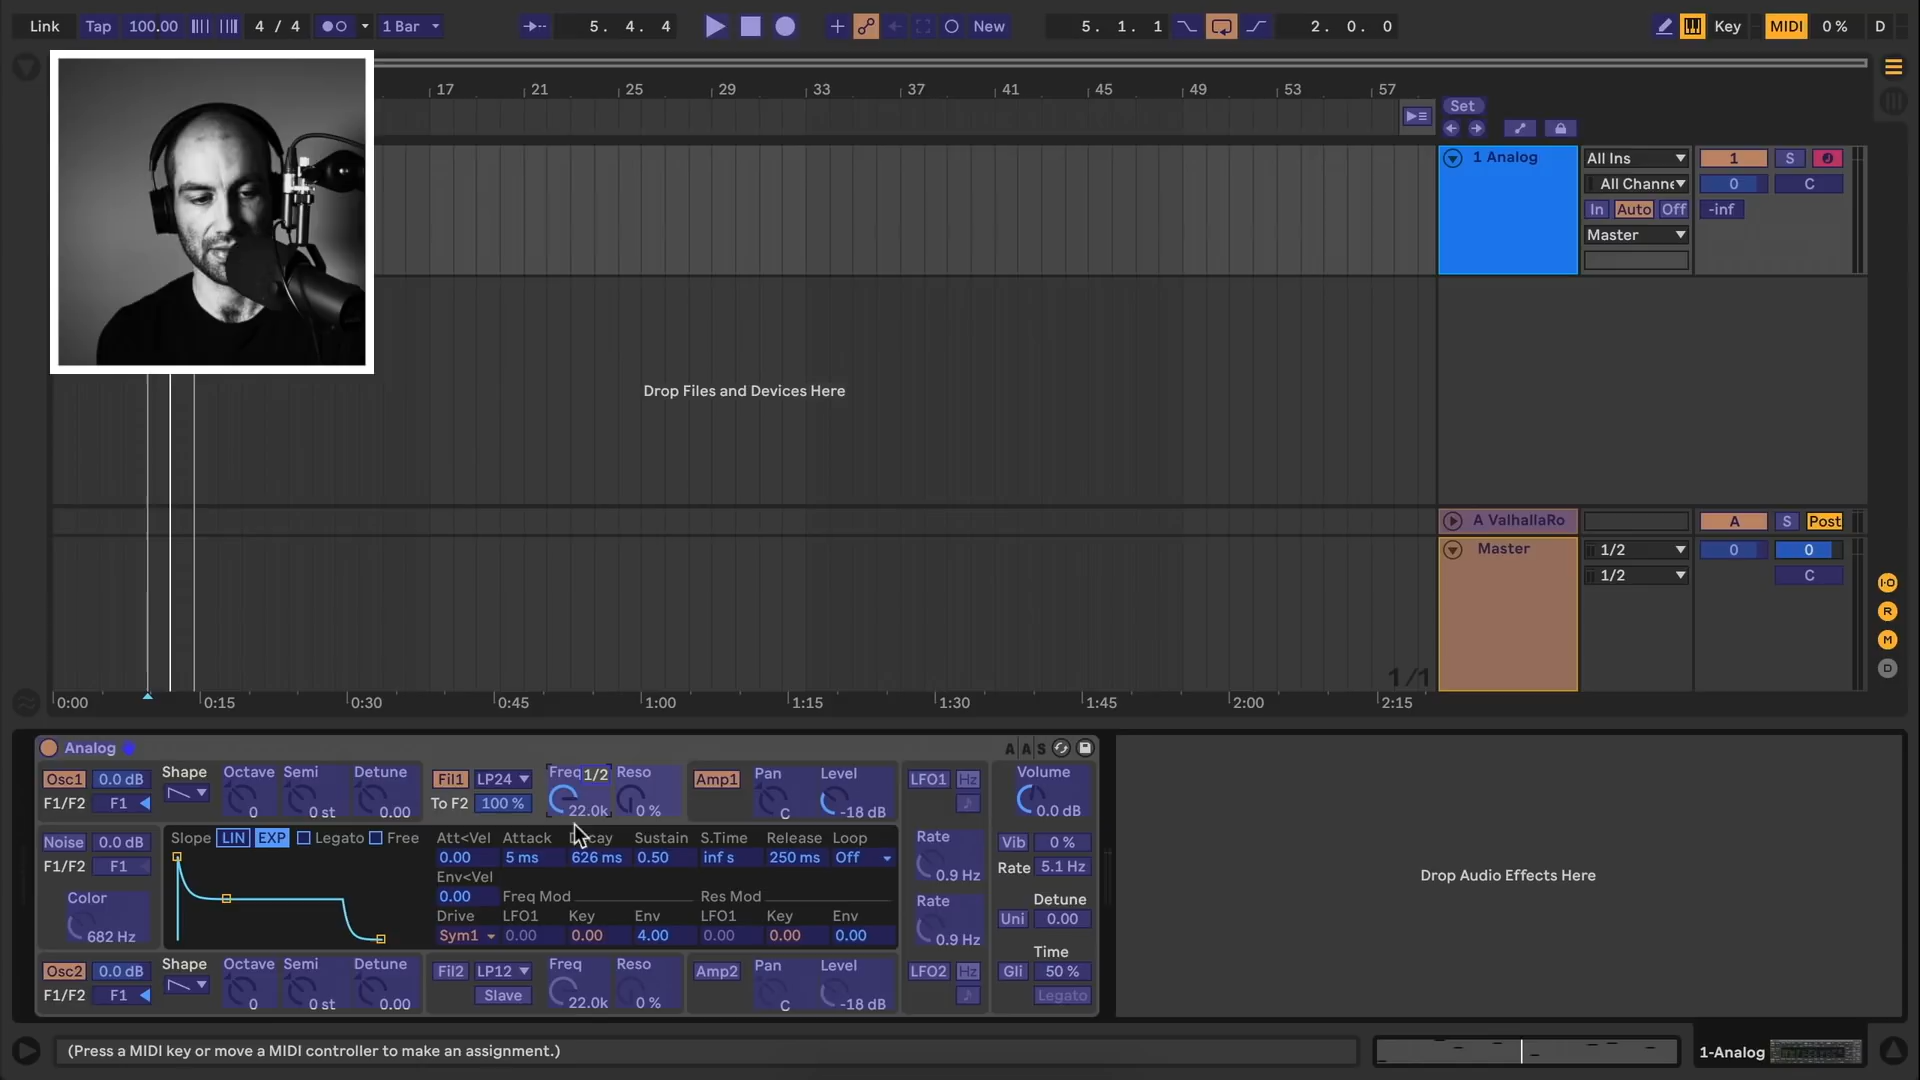 Link Tap 100.00 4 / 4 1 Bar 5. 4. 4 New 5. 1. 1 2. 0. 0 Key MIDI 0 % D
17 21 25 29 33 37 41 45 49 53 57
Set
1 Analog All Ins 1 S
All Channe 0 C
In Auto Off -inf
Master
Drop Files and Devices Here
A ValhallaRo A S Post
Master 1/2 0 0
1/2 C
1/1
0:00 0:15 0:30 0:45 1:00 1:15 1:30 1:45 2:00 2:15
I·O
R
M
D
Analog A A S
Osc1 0.0 dB Shape Octave Semi Detune Fil1 LP24 Freq 1/2 Reso Amp1 Pan Level LFO1 Hz Volume
F1/F2 F1 0 0 st 0.00 To F2 100 % 22.0k 0 % C -18 dB 0.0 dB
Noise 0.0 dB Slope LIN EXP Legato Free Att<Vel Attack Decay Sustain S.Time Release Loop Rate Vib 0 %
F1/F2 F1 0.00 5 ms 626 ms 0.50 inf s 250 ms Off 0.9 Hz Rate 5.1 Hz
Env<Vel
Color 0.00 Freq Mod Res Mod Rate Detune
682 Hz Drive LFO1 Key Env LFO1 Key Env Uni 0.00
Sym1 0.00 0.00 4.00 0.00 0.00 0.00 0.9 Hz Time
Osc2 0.0 dB Shape Octave Semi Detune Fil2 LP12 Freq Reso Amp2 Pan Level LFO2 Hz Gli 50 %
F1/F2 F1 0 0 st 0.00 Slave 22.0k 0 % C -18 dB Legato
Drop Audio Effects Here
(Press a MIDI key or move a MIDI controller to make an assignment.) 1-Analog